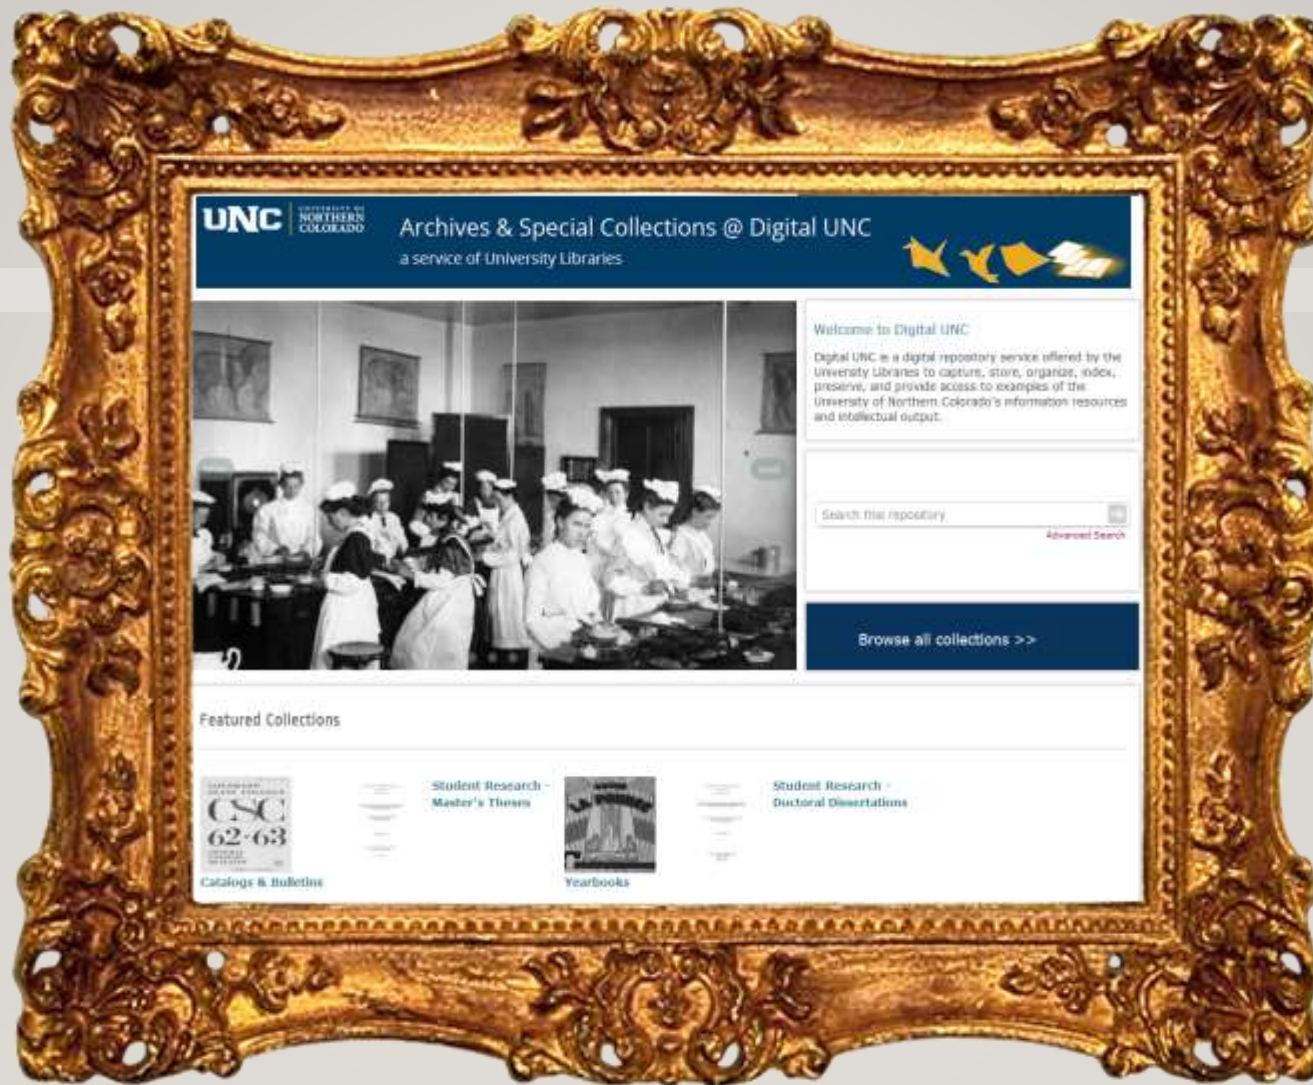 UNC
UNIVERSITY OF
NORTHERN
COLORADO
Archives & Special Collections @ Digital UNC
a service of University Libraries
Welcome to Digital UNC
Digital UNC is a digital repository service offered by the
University Libraries to capture, store, organize, index,
preserve, and provide access to examples of the
University of Northern Colorado's information resources
and intellectual output.
Search this repository
Advanced Search
Browse all collections >>
Featured Collections
COLORADO
STATE COLLEGE
CSC
62-63
Catalogs & Bulletins
Student Research -
Master's Theses
Yearbooks
Student Research -
Doctoral Dissertations